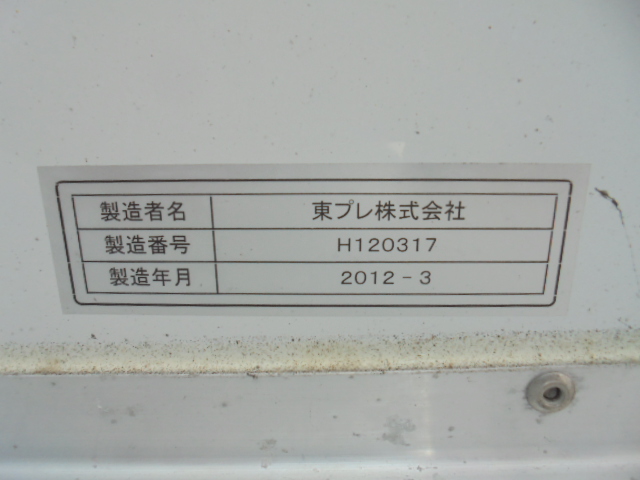 製造者名 東プレ株式会社
製造番号 H120317
製造年月 2012-3